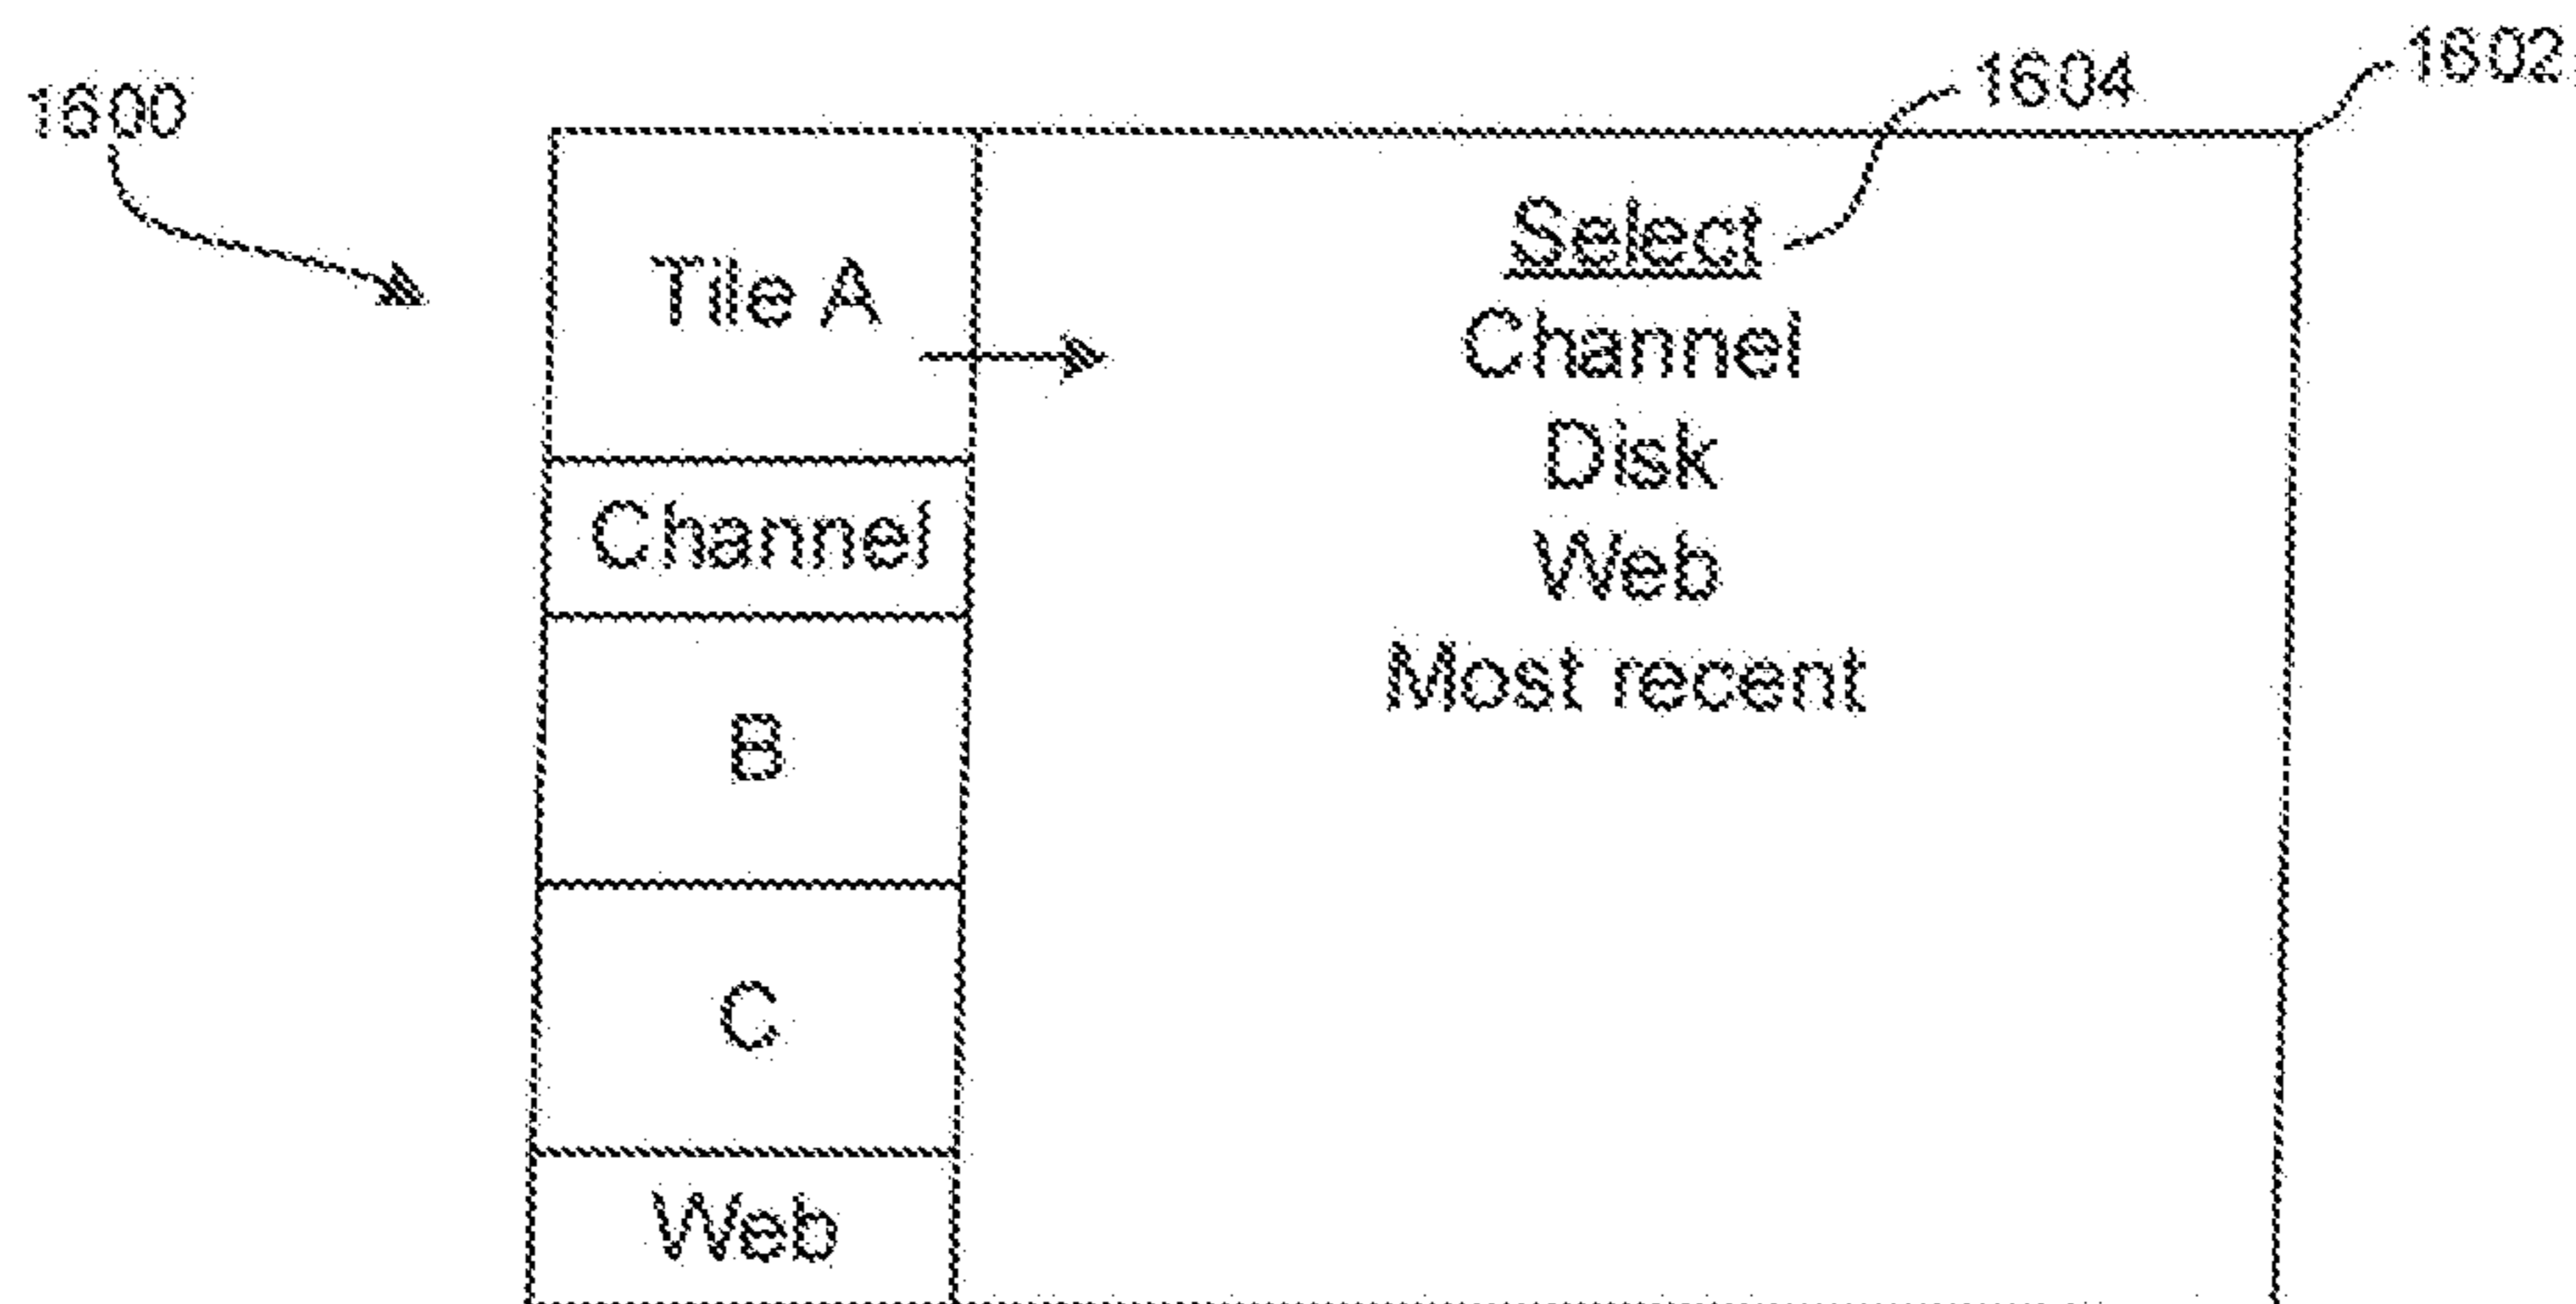 1600
1604
1602
Tile A
Channel
B
C
Web
Select
Channel
Disk
Web
Most recent